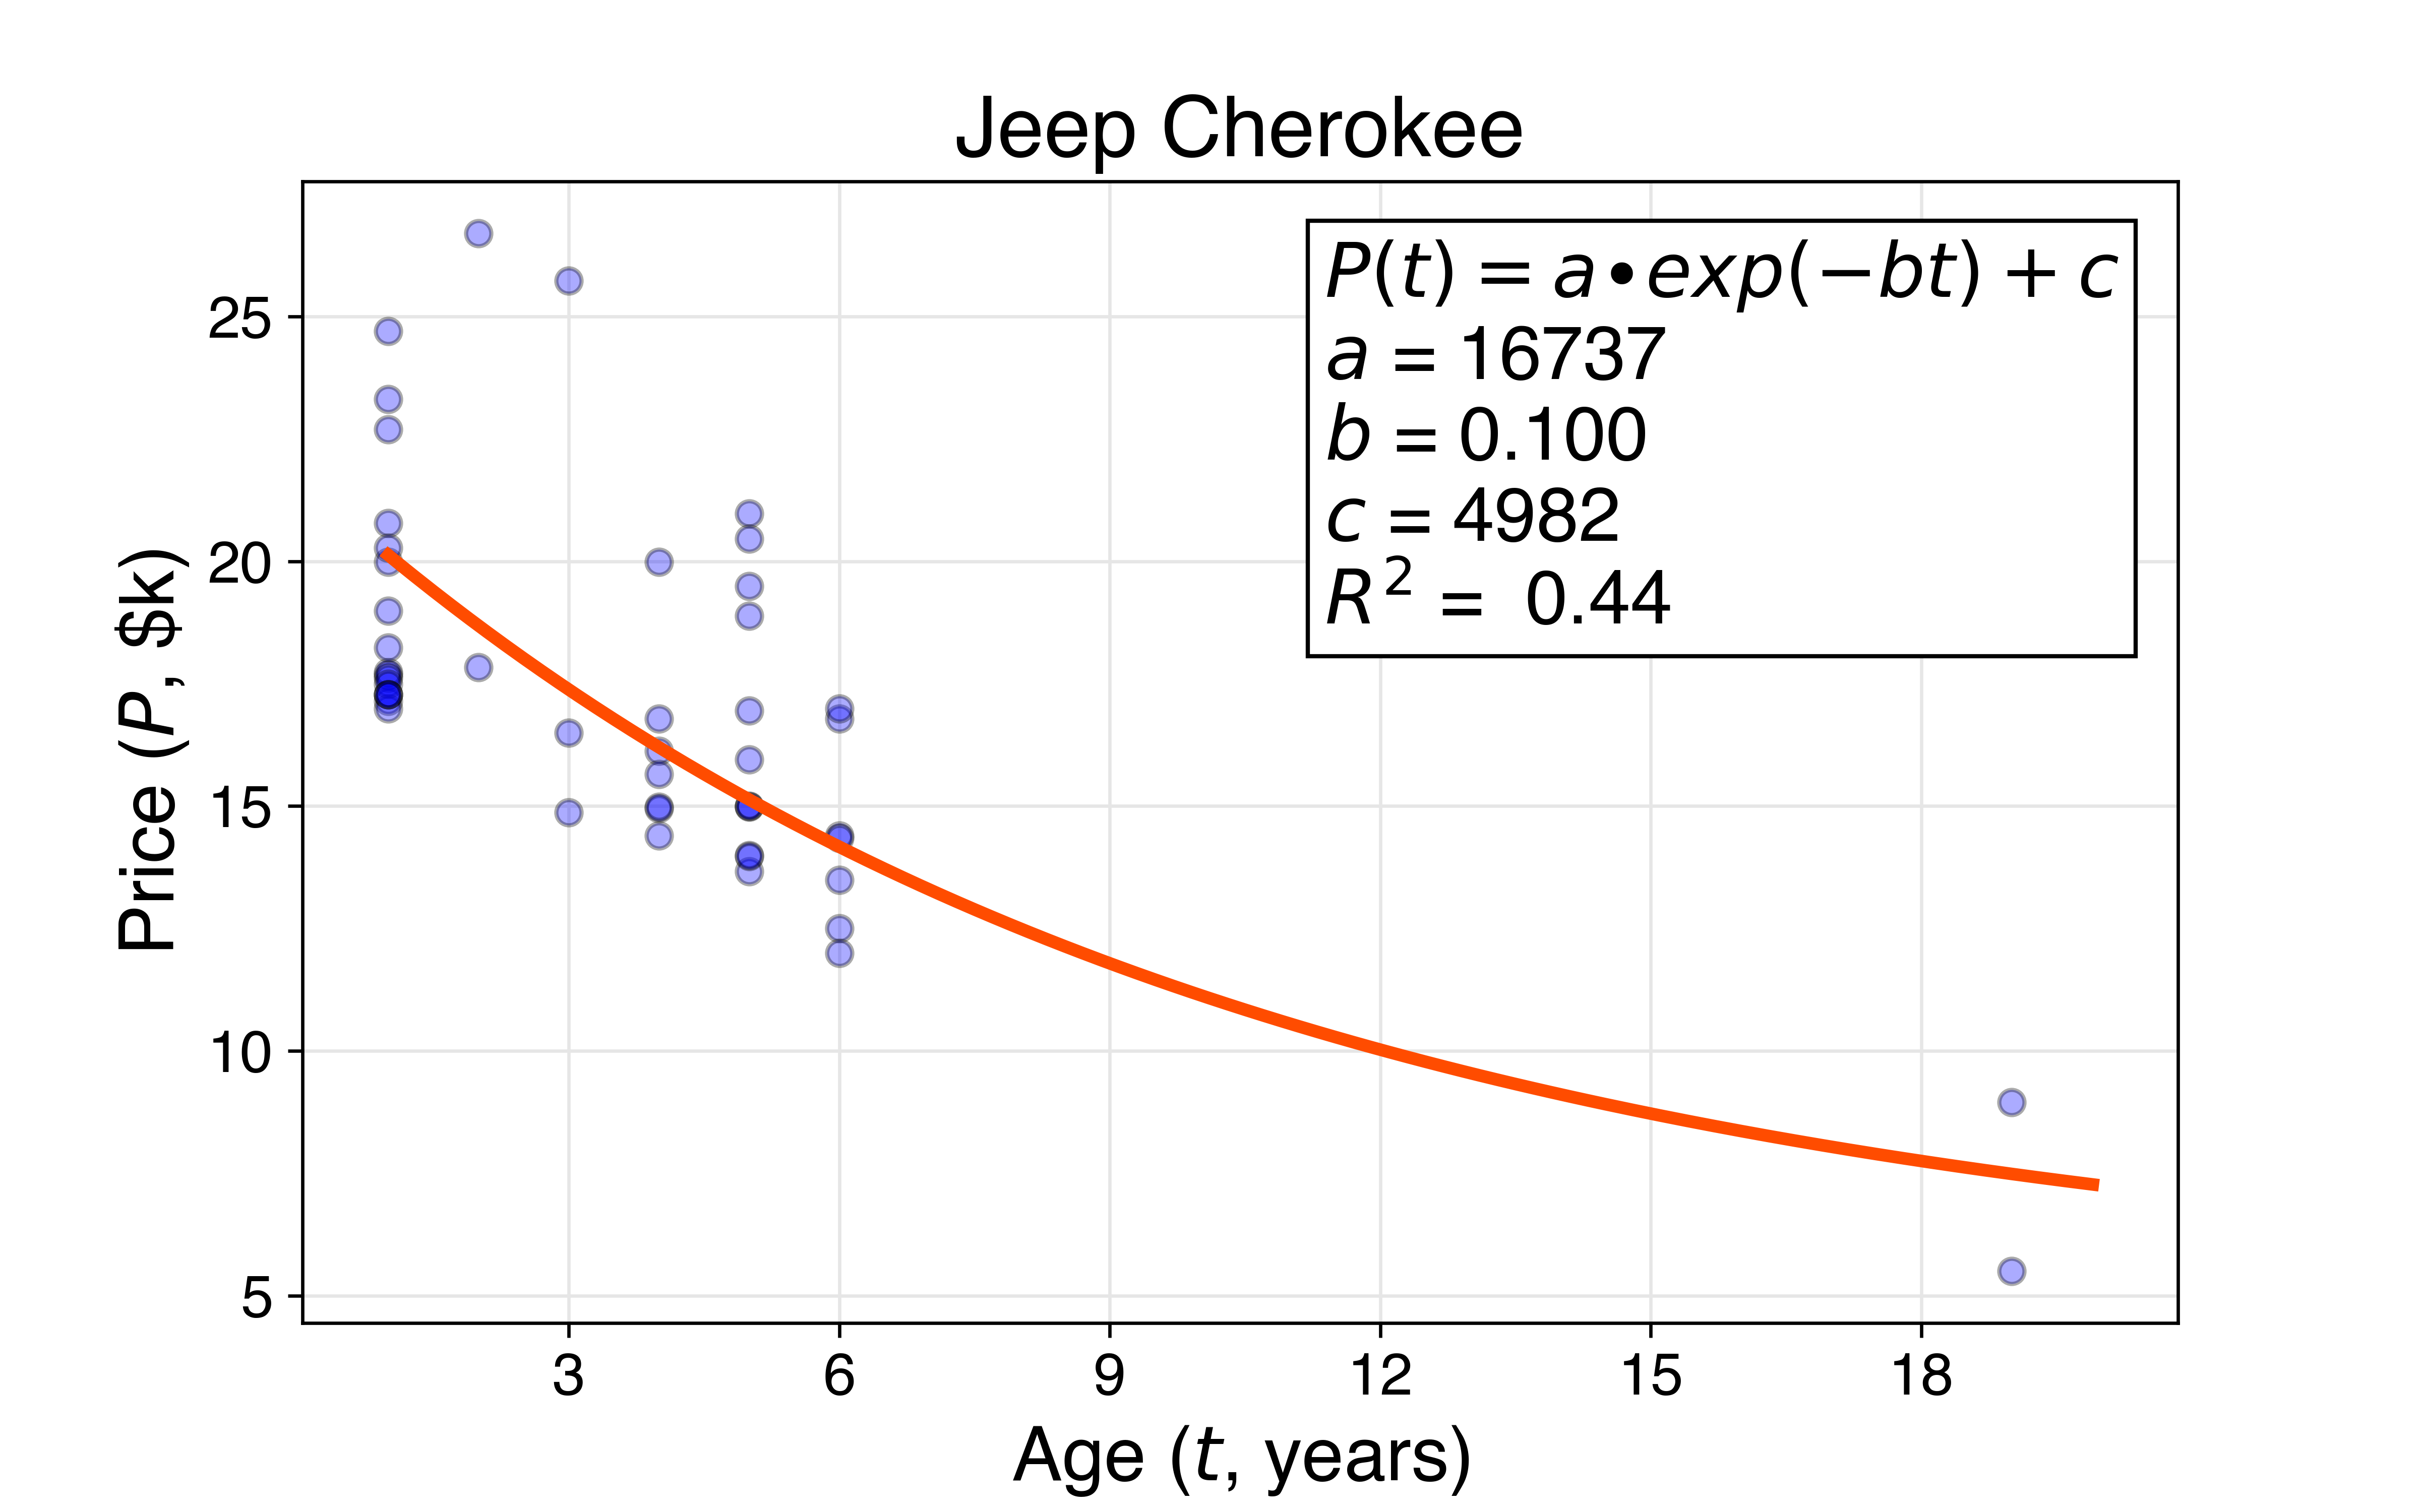 Jeep Cherokee
P(t) = a•exp(−bt) + c
a = 16737
b = 0.100
c = 4982
R² = 0.44
Price (P, $k)
25
20
15
10
5
3 6 9 12 15 18
Age (t, years)